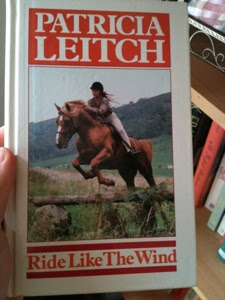 PATRICIA
LEITCH
Ride Like The Wind